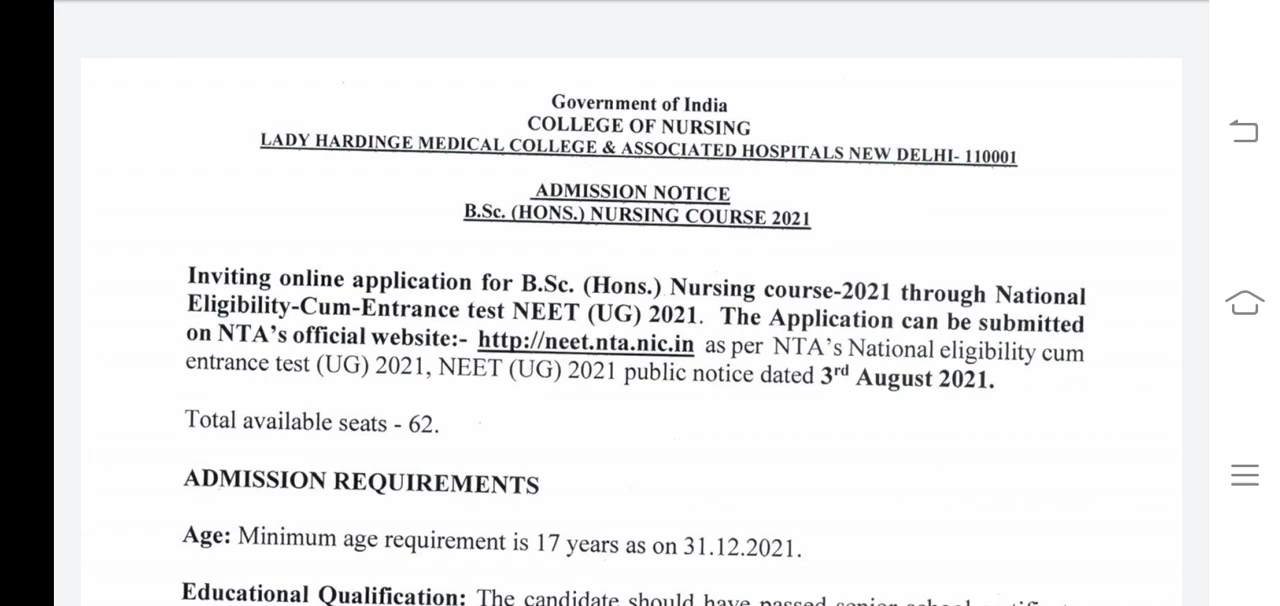 Government of India
COLLEGE OF NURSING
LADY HARDINGE MEDICAL COLLEGE & ASSOCIATED HOSPITALS NEW DELHI- 110001
ADMISSION NOTICE
B.Sc. (HONS.) NURSING COURSE 2021
Inviting online application for B.Sc. (Hons.) Nursing course-2021 through National
Eligibility-Cum-Entrance test NEET (UG) 2021. The Application can be submitted
on NTA's official website:- http://neet.nta.nic.in as per NTA's National eligibility cum
entrance test (UG) 2021, NEET (UG) 2021 public notice dated 3rd August 2021.
Total available seats - 62.
ADMISSION REQUIREMENTS
Age: Minimum age requirement is 17 years as on 31.12.2021.
Educational Qualification: The candidate should have passed senior school